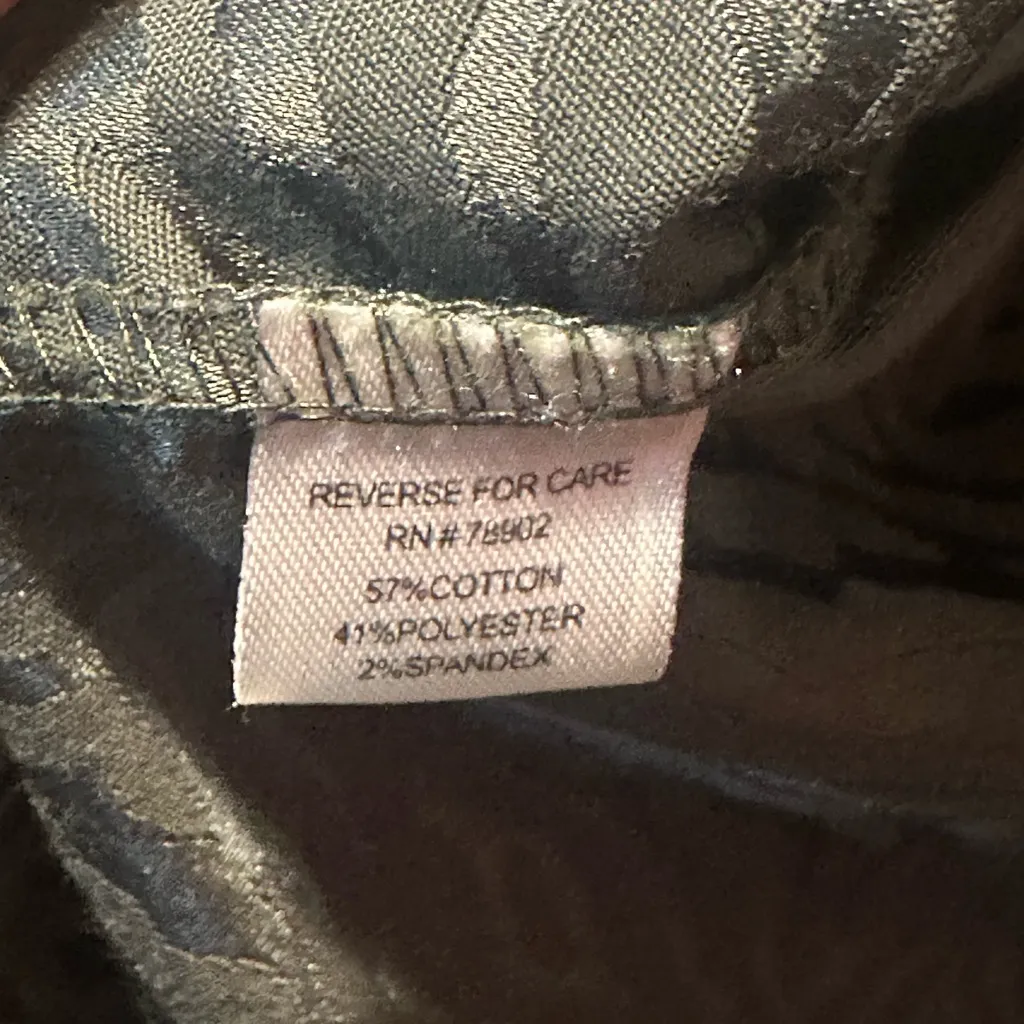 REVERSE FOR CARE
RN # 78902
57%COTTON
41%POLYESTER
2%SPANDEX